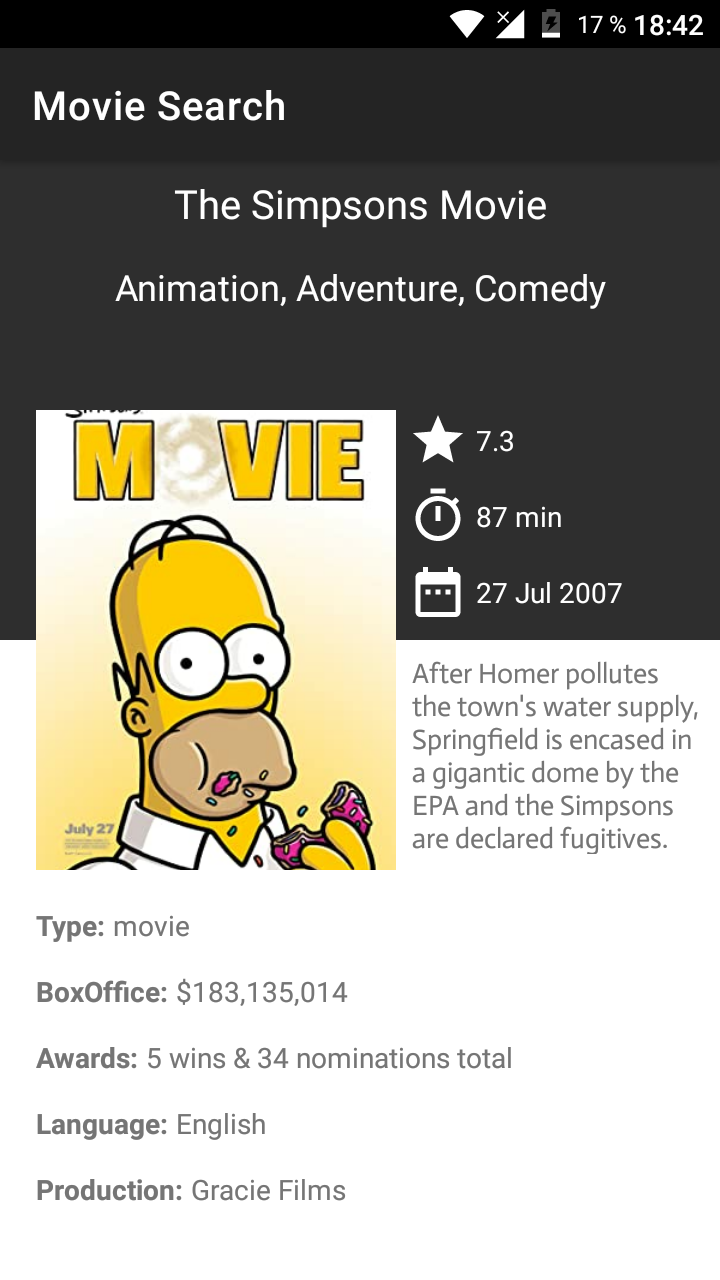 17 % 18:42
Movie Search
The Simpsons Movie
Animation, Adventure, Comedy
MOVIE
7.3
87 min
27 Jul 2007
After Homer pollutes
the town's water supply,
Springfield is encased in
a gigantic dome by the
EPA and the Simpsons
are declared fugitives.
July 27
Type: movie
BoxOffice: $183,135,014
Awards: 5 wins & 34 nominations total
Language: English
Production: Gracie Films